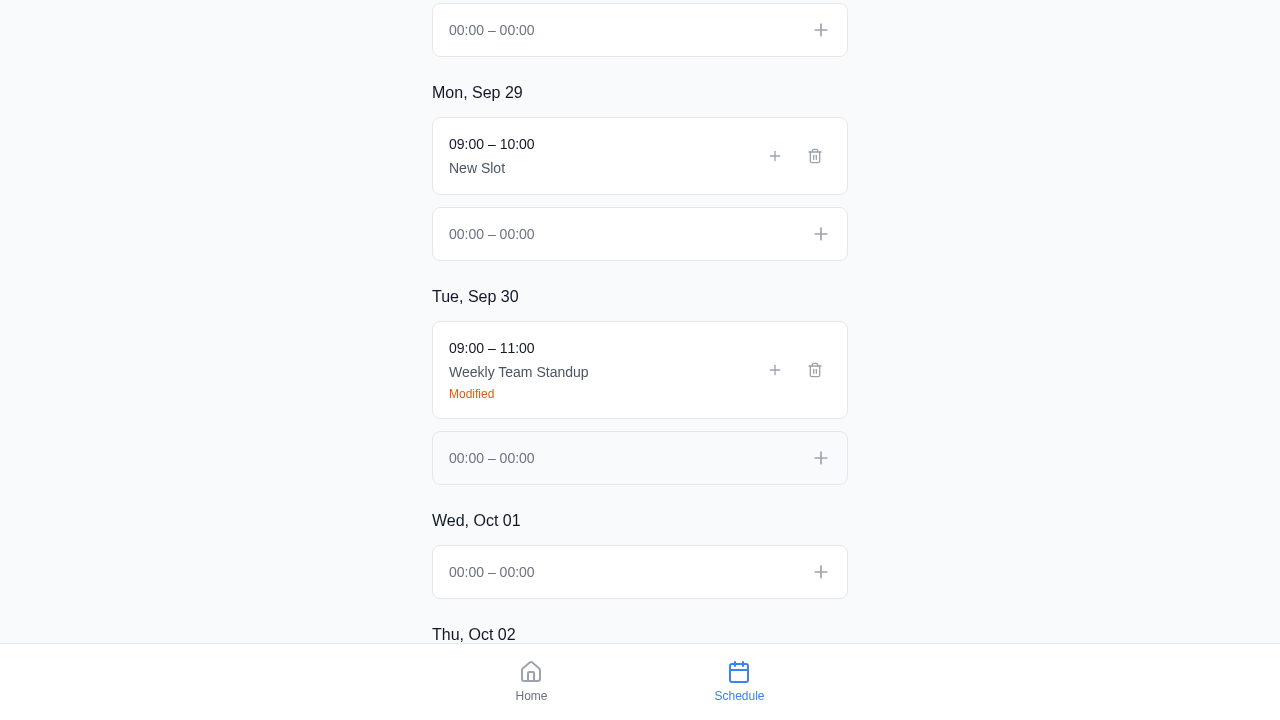 00:00 – 00:00
Mon, Sep 29
09:00 – 10:00
New Slot
00:00 – 00:00
Tue, Sep 30
09:00 – 11:00
Weekly Team Standup
Modified
00:00 – 00:00
Wed, Oct 01
00:00 – 00:00
Thu, Oct 02
Home
Schedule